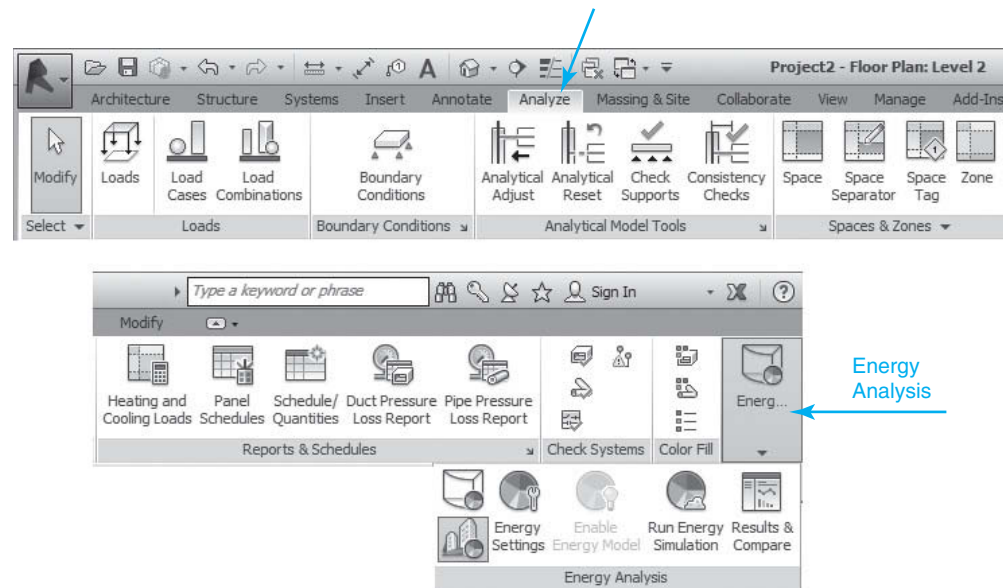 Project2 - Floor Plan: Level 2
Architecture Structure Systems Insert Annotate Analyze Massing & Site Collaborate View Manage Add-Ins
Modify Loads Load Cases Load Combinations Boundary Conditions Analytical Adjust Analytical Reset Check Supports Consistency Checks Space Space Separator Space Tag Zone
Select Loads Boundary Conditions Analytical Model Tools Spaces & Zones
Type a keyword or phrase Sign In
Modify
Heating and Cooling Loads Panel Schedules Schedule/ Quantities Duct Pressure Loss Report Pipe Pressure Loss Report Energ...
Reports & Schedules Check Systems Color Fill
Energy
Analysis
Energy Settings Enable Energy Model Run Energy Simulation Results & Compare
Energy Analysis